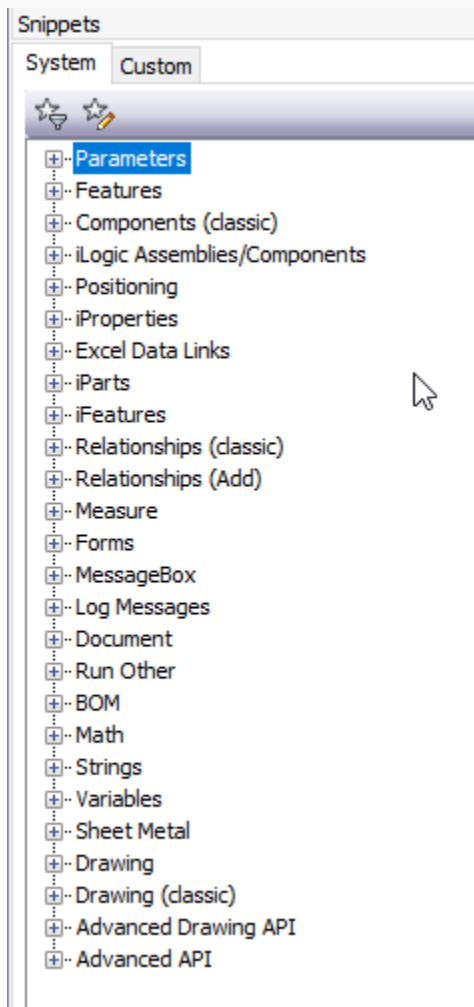 Snippets
System Custom
Parameters
Features
Components (classic)
iLogic Assemblies/Components
Positioning
iProperties
Excel Data Links
iParts
iFeatures
Relationships (classic)
Relationships (Add)
Measure
Forms
MessageBox
Log Messages
Document
Run Other
BOM
Math
Strings
Variables
Sheet Metal
Drawing
Drawing (classic)
Advanced Drawing API
Advanced API